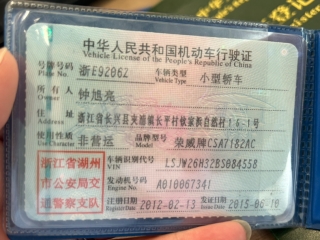 中华人民共和国机动车行驶证
Vehicle License of the People's Republic of China
号牌号码 浙E9206Z 车辆类型 小型轿车
Plate No. Vehicle Type
所有人 钟旭亮
Owner
住址 浙江省长兴县夹浦镇长平村 自然村16-1号
使用性质 非营运 品牌型号 荣威牌CSA7182AC
Use Character Model
浙江省湖州
市公安局交
通警察支队
车辆识别代号 LSJW26H32BS084558
VIN
发动机号码 A010067341
Engine No.
注册日期 2012-02-13 发证日期 2015-06-10
Register Date Issue Date